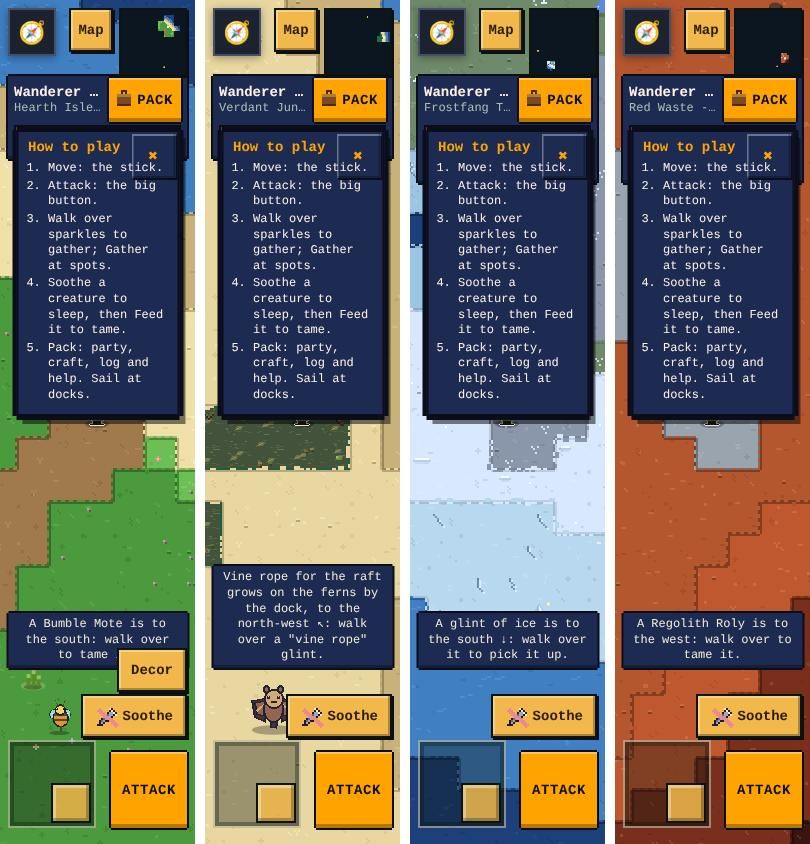 Map
Wanderer …
Hearth Isle…
PACK
How to play
✖
1. Move: the stick.
2. Attack: the big
button.
3. Walk over
sparkles to
gather; Gather
at spots.
4. Soothe a
creature to
sleep, then Feed
it to tame.
5. Pack: party,
craft, log and
help. Sail at
docks.
A Bumble Mote is to
the south: walk over
to tame
Decor
Soothe
ATTACK
Map
Wanderer …
Verdant Jun…
PACK
How to play
✖
1. Move: the stick.
2. Attack: the big
button.
3. Walk over
sparkles to
gather; Gather
at spots.
4. Soothe a
creature to
sleep, then Feed
it to tame.
5. Pack: party,
craft, log and
help. Sail at
docks.
Vine rope for the raft
grows on the ferns by
the dock, to the
north-west ↖: walk
over a "vine rope"
glint.
Soothe
ATTACK
Map
Wanderer …
Frostfang T…
PACK
How to play
✖
1. Move: the stick.
2. Attack: the big
button.
3. Walk over
sparkles to
gather; Gather
at spots.
4. Soothe a
creature to
sleep, then Feed
it to tame.
5. Pack: party,
craft, log and
help. Sail at
docks.
A glint of ice is to
the south ↓: walk over
it to pick it up.
Soothe
ATTACK
Map
Wanderer …
Red Waste -…
PACK
How to play
✖
1. Move: the stick.
2. Attack: the big
button.
3. Walk over
sparkles to
gather; Gather
at spots.
4. Soothe a
creature to
sleep, then Feed
it to tame.
5. Pack: party,
craft, log and
help. Sail at
docks.
A Regolith Roly is to
the west: walk over to
tame it.
Soothe
ATTACK